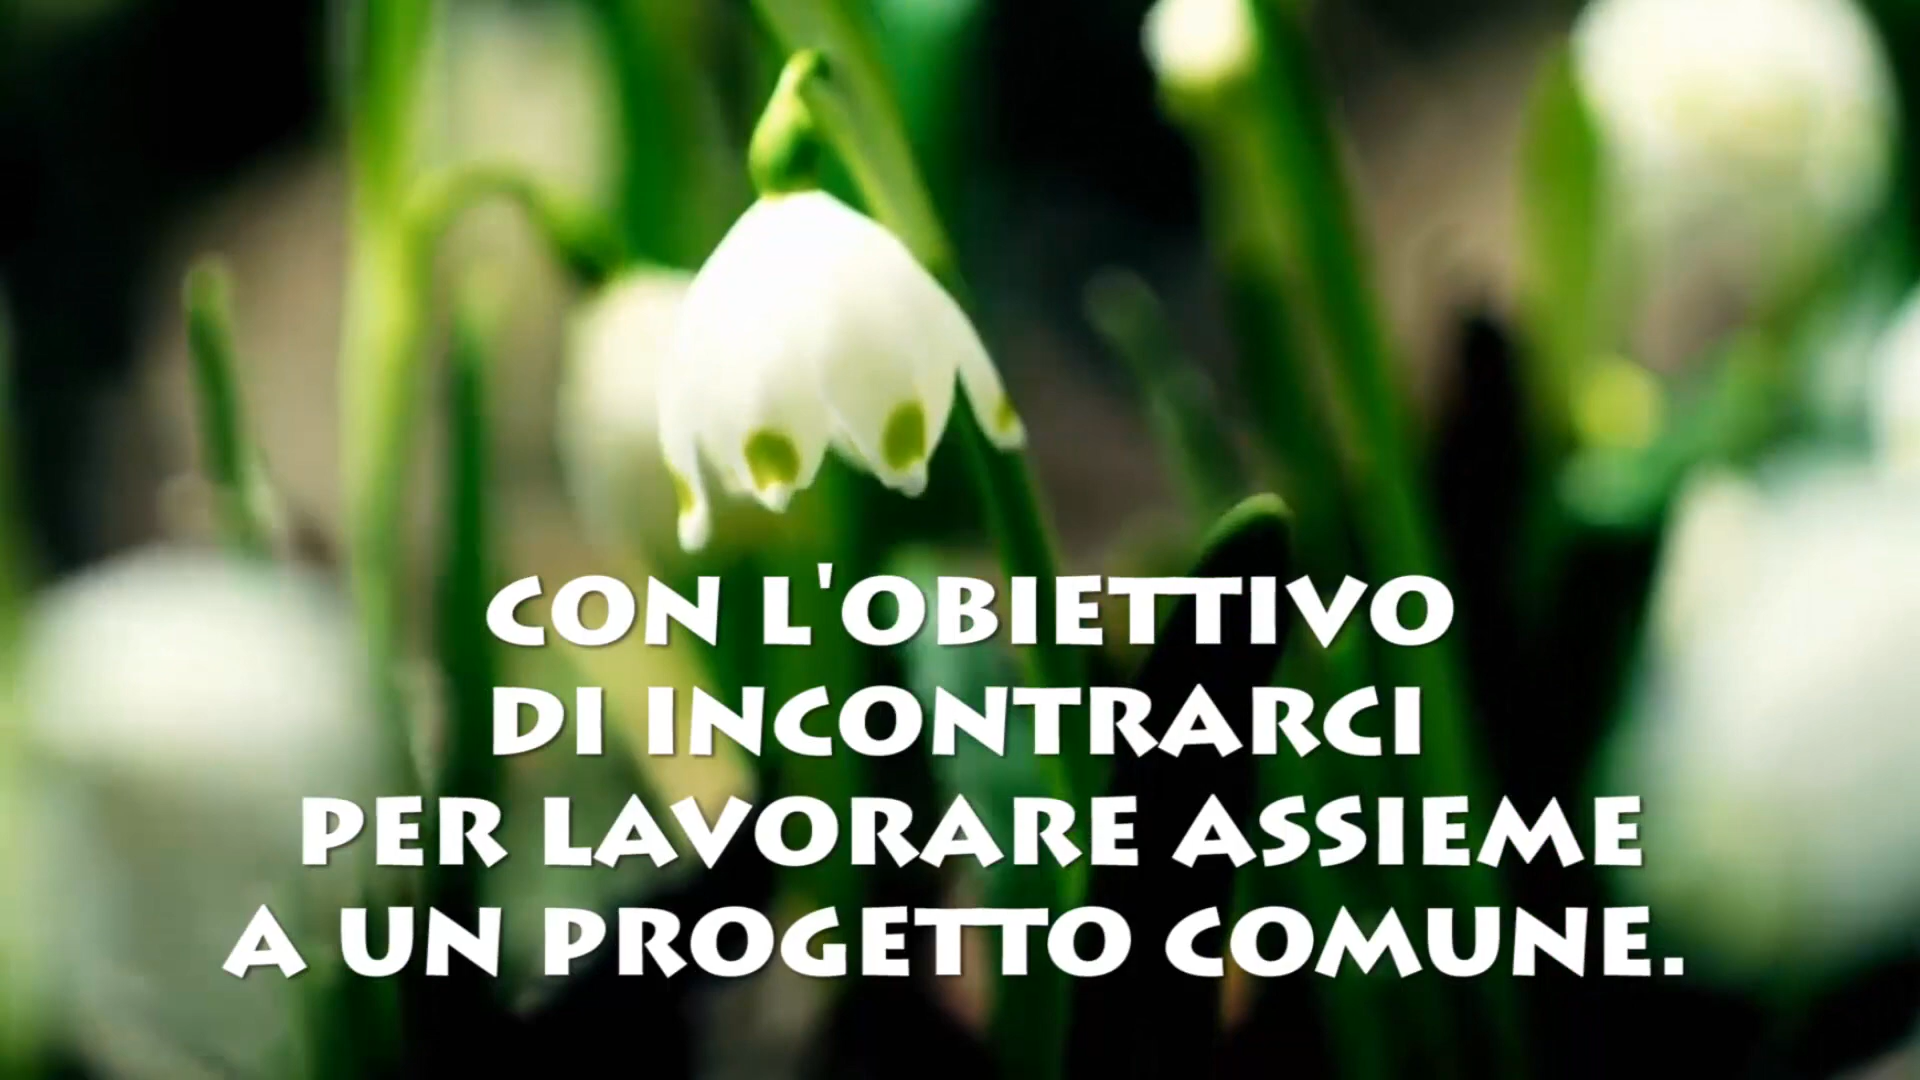 CON L'OBIETTIVO
DI INCONTRARCI
PER LAVORARE ASSIEME
A UN PROGETTO COMUNE.